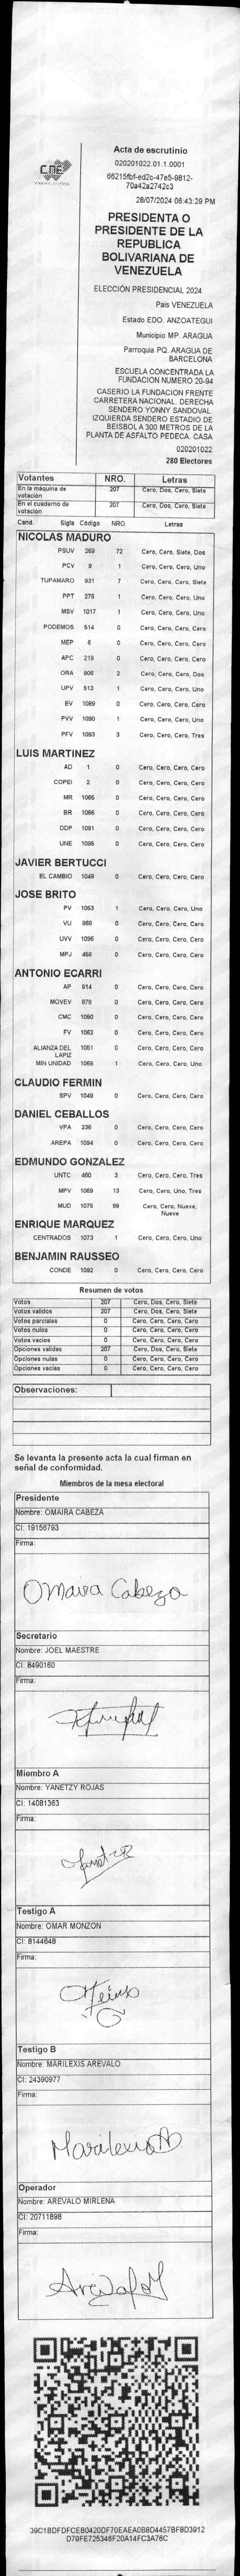 Acta de escrutinio
020201022.01.1.0001
CNE
66215fbf-ed2c-47e5-9812-
70a42a2742c3
28/07/2024 06:43:29 PM
PRESIDENTA O
PRESIDENTE DE LA
REPUBLICA
BOLIVARIANA DE
VENEZUELA
ELECCIÓN PRESIDENCIAL 2024
Pais VENEZUELA
Estado EDO. ANZOATEGUI
Municipio MP. ARAGUA
Parroquia PQ. ARAGUA DE
BARCELONA
ESCUELA CONCENTRADA LA
FUNDACION NUMERO 20-94
CASERIO LA FUNDACION FRENTE
CARRETERA NACIONAL. DERECHA
SENDERO YONNY SANDOVAL.
IZQUIERDA SENDERO ESTADIO DE
BEISBOL A 300 METROS DE LA
PLANTA DE ASFALTO PEDECA. CASA
020201022
280 Electores
Votantes NRO. Letras
En la máquina de votación 207 Cero, Dos, Cero, Siete
En el cuaderno de votación 207 Cero, Dos, Cero, Siete
Cand. Sigla Código NRO. Letras
NICOLAS MADURO
PSUV 269 72 Cero, Cero, Siete, Dos
PCV 9 1 Cero, Cero, Cero, Uno
TUPAMARO 931 7 Cero, Cero, Cero, Siete
PPT 276 1 Cero, Cero, Cero, Uno
MSV 1017 1 Cero, Cero, Cero, Uno
PODEMOS 514 0 Cero, Cero, Cero, Cero
MEP 6 0 Cero, Cero, Cero, Cero
APC 219 0 Cero, Cero, Cero, Cero
ORA 906 2 Cero, Cero, Cero, Dos
UPV 513 1 Cero, Cero, Cero, Uno
EV 1089 0 Cero, Cero, Cero, Cero
PVV 1090 1 Cero, Cero, Cero, Uno
PFV 1093 3 Cero, Cero, Cero, Tres
LUIS MARTINEZ
AD 1 0 Cero, Cero, Cero, Cero
COPEI 2 0 Cero, Cero, Cero, Cero
MR 1065 0 Cero, Cero, Cero, Cero
BR 1066 0 Cero, Cero, Cero, Cero
DDP 1091 0 Cero, Cero, Cero, Cero
UNE 1095 0 Cero, Cero, Cero, Cero
JAVIER BERTUCCI
EL CAMBIO 1048 0 Cero, Cero, Cero, Cero
JOSE BRITO
PV 1053 1 Cero, Cero, Cero, Uno
VU 868 0 Cero, Cero, Cero, Cero
UVV 1096 0 Cero, Cero, Cero, Cero
MPJ 458 0 Cero, Cero, Cero, Cero
ANTONIO ECARRI
AP 814 0 Cero, Cero, Cero, Cero
MOVEV 878 0 Cero, Cero, Cero, Cero
CMC 1050 0 Cero, Cero, Cero, Cero
FV 1052 0 Cero, Cero, Cero, Cero
ALIANZA DEL LAPIZ 1051 0 Cero, Cero, Cero, Cero
MIN UNIDAD 1068 1 Cero, Cero, Cero, Uno
CLAUDIO FERMIN
SPV 1049 0 Cero, Cero, Cero, Cero
DANIEL CEBALLOS
VPA 236 0 Cero, Cero, Cero, Cero
AREPA 1094 0 Cero, Cero, Cero, Cero
EDMUNDO GONZALEZ
UNTC 460 3 Cero, Cero, Cero, Tres
MPV 1069 13 Cero, Cero, Uno, Tres
MUD 1075 99 Cero, Cero, Nueve,
Nueve
ENRIQUE MARQUEZ
CENTRADOS 1073 1 Cero, Cero, Cero, Uno
BENJAMIN RAUSSEO
CONDE 1092 0 Cero, Cero, Cero, Cero
Resumen de votos
Votos 207 Cero, Dos, Cero, Siete
Votos validos 207 Cero, Dos, Cero, Siete
Votos parciales 0 Cero, Cero, Cero, Cero
Votos nulos 0 Cero, Cero, Cero, Cero
Votos vacios 0 Cero, Cero, Cero, Cero
Opciones validas 207 Cero, Dos, Cero, Siete
Opciones nulas 0 Cero, Cero, Cero, Cero
Opciones vacias 0 Cero, Cero, Cero, Cero
Observaciones:
Se levanta la presente acta la cual firman en
señal de conformidad.
Miembros de la mesa electoral
Presidente
Nombre: OMAIRA CABEZA
CI: 19156793
Firma:
Omaira Cabeza
Secretario
Nombre: JOEL MAESTRE
CI: 8490160
Firma:
Miembro A
Nombre: YANETZY ROJAS
CI: 14081363
Firma:
Testigo A
Nombre: OMAR MONZON
CI: 8144648
Firma:
Testigo B
Nombre: MARILEXIS AREVALO
CI: 24390977
Firma:
Marilexis A
Operador
Nombre: AREVALO MIRLENA
CI: 20711898
Firma:
Arevalo M
39C1BDFDFCEB0420DF70EAEA0B8D4457BF8D3912
D79FE725346F20A14FC3A76C